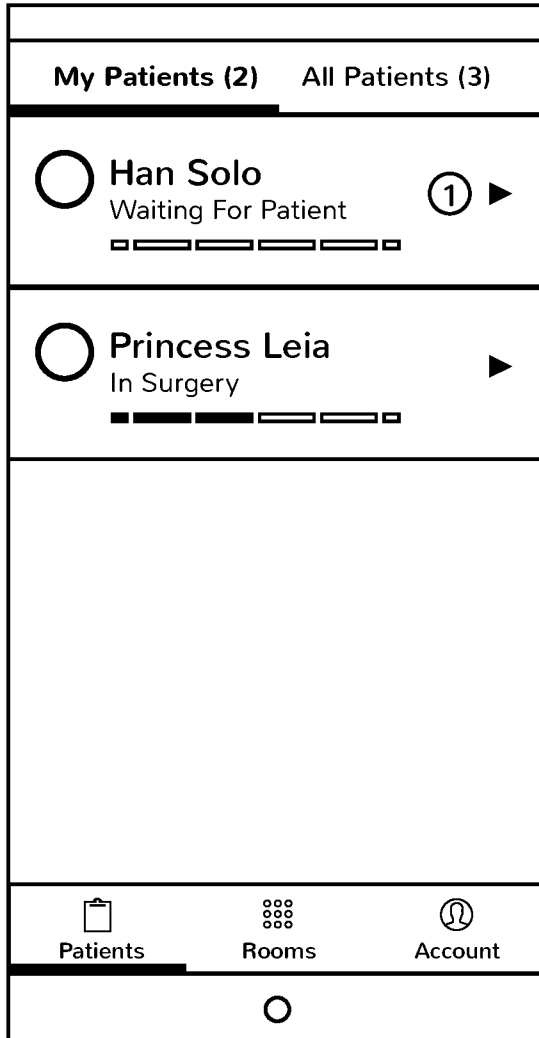 My Patients (2) All Patients (3)
Han Solo
Waiting For Patient
1
Princess Leia
In Surgery
Patients Rooms Account